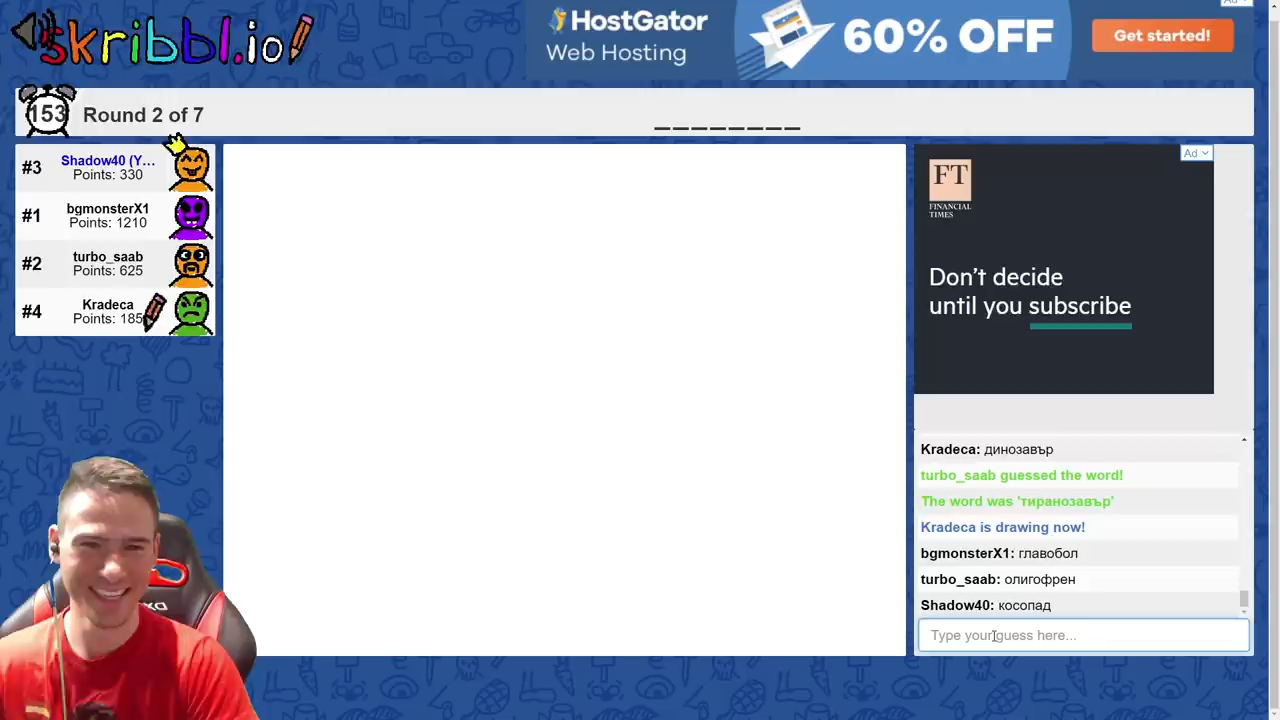 skribbl.io
HostGator
Web Hosting
60% OFF
Get started!
153
Round 2 of 7
________
#3
Shadow40 (Y...
Points: 330
#1
bgmonsterX1
Points: 1210
#2
turbo_saab
Points: 625
#4
Kradeca
Points: 185
Ad
FT
FINANCIAL
TIMES
Don't decide
until you subscribe
Kradeca: динозавър
turbo_saab guessed the word!
The word was 'тиранозавър'
Kradeca is drawing now!
bgmonsterX1: главобол
turbo_saab: олигофрен
Shadow40: косопад
Type your guess here...